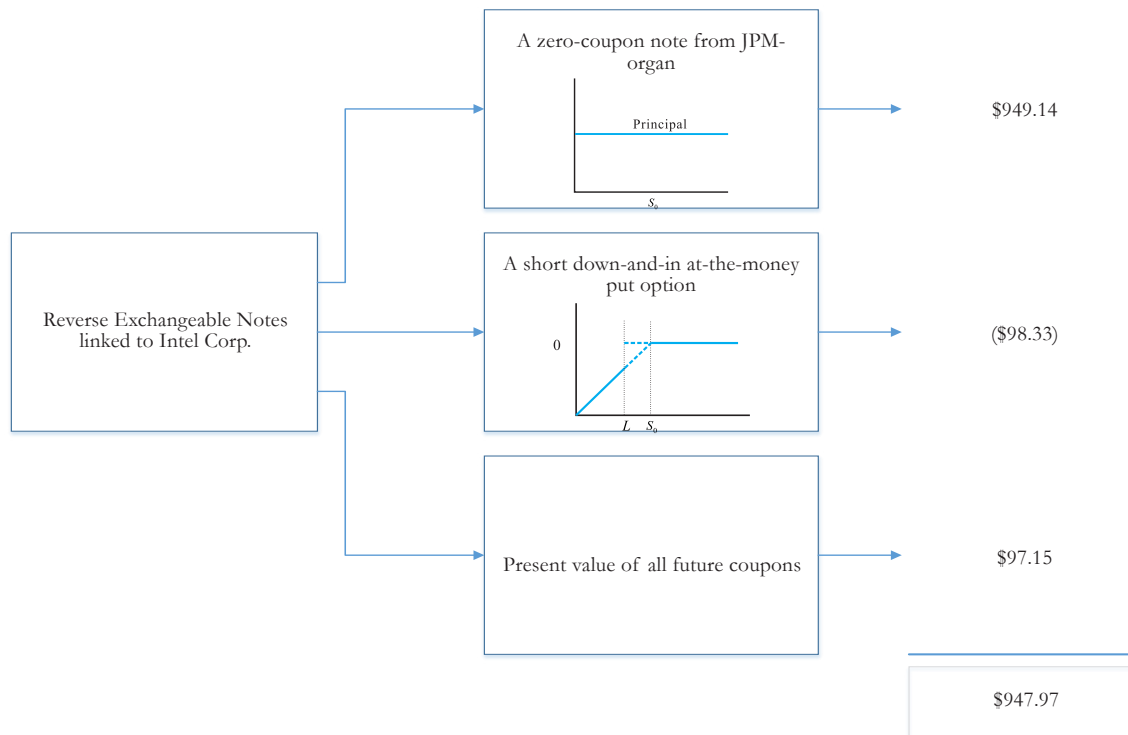 A zero-coupon note from JPM-
organ
Principal
S₀
$949.14
Reverse Exchangeable Notes
linked to Intel Corp.
A short down-and-in at-the-money
put option
0
L S₀
($98.33)
Present value of all future coupons
$97.15
$947.97